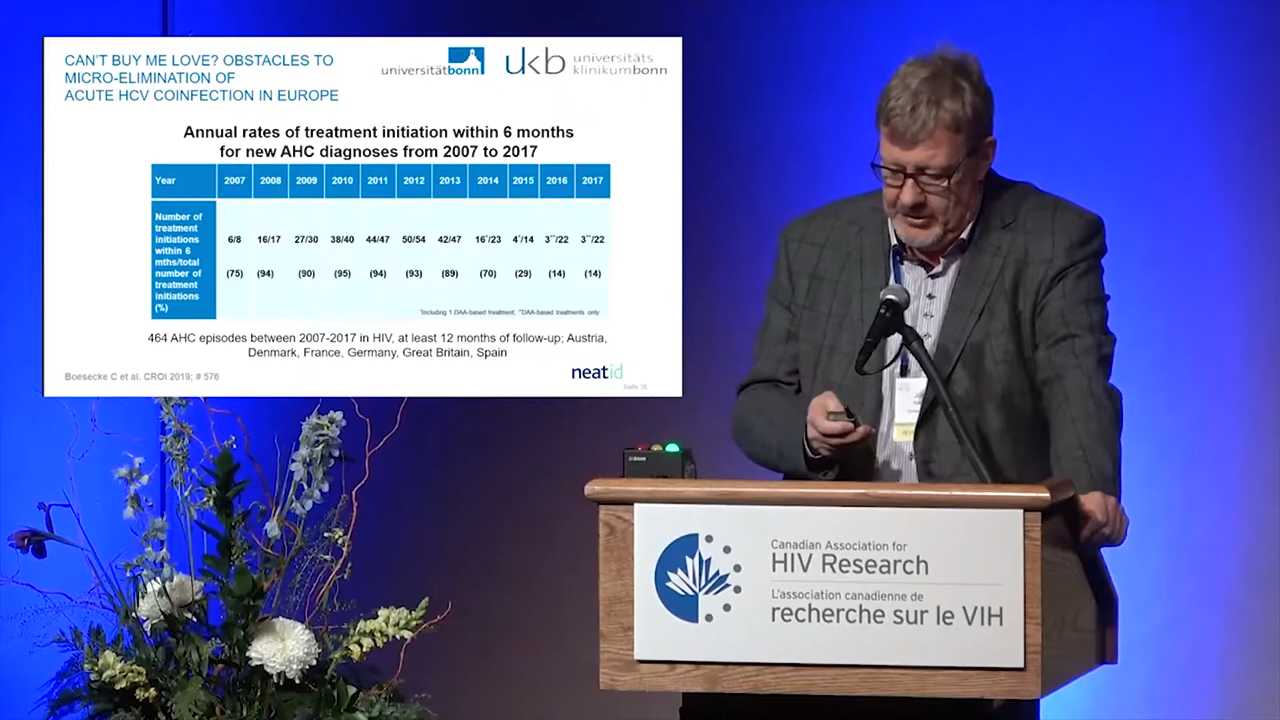 CAN'T BUY ME LOVE? OBSTACLES TO
MICRO-ELIMINATION OF
ACUTE HCV COINFECTION IN EUROPE
universitätbonn
ukb universitäts
klinikumbonn
Annual rates of treatment initiation within 6 months
for new AHC diagnoses from 2007 to 2017
Year 2007 2008 2009 2010 2011 2012 2013 2014 2015 2016 2017
Number of
treatment
initiations
within 6
mths/total
number of
treatment
initiations
(%)
6/8 16/17 27/30 38/40 44/47 50/54 42/47 16*/23 4*/14 3**/22 3**/22
(75) (94) (90) (95) (94) (93) (89) (70) (29) (14) (14)
*Including 1 DAA-based treatment, **DAA-based treatments only
464 AHC episodes between 2007-2017 in HIV, at least 12 months of follow-up; Austria,
Denmark, France, Germany, Great Britain, Spain
Boesecke C et al. CROI 2019; # 576
neatid
Canadian Association for
HIV Research
L'association canadienne de
recherche sur le VIH